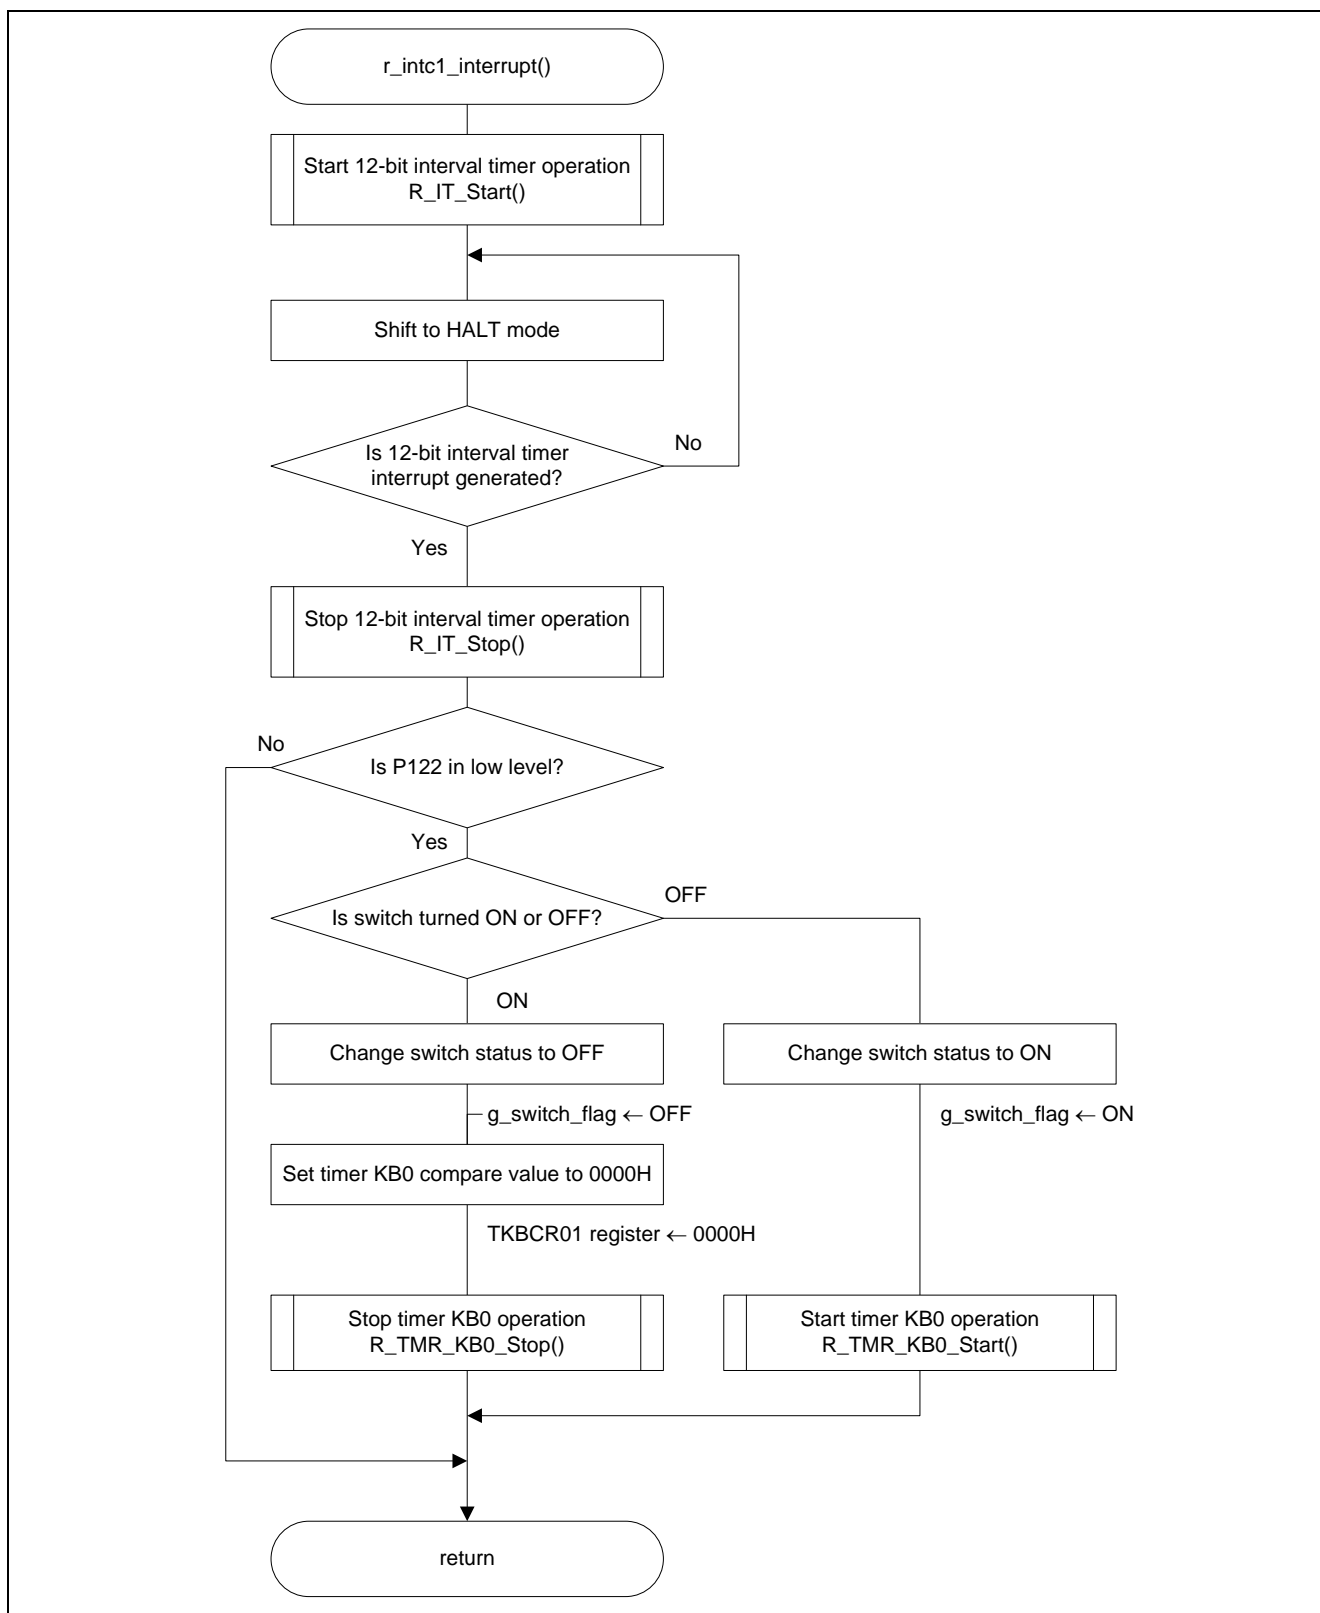 r_intc1_interrupt()
Start 12-bit interval timer operation
R_IT_Start()
Shift to HALT mode
Is 12-bit interval timer
interrupt generated?
No
Yes
Stop 12-bit interval timer operation
R_IT_Stop()
No
Is P122 in low level?
Yes
OFF
Is switch turned ON or OFF?
ON
Change switch status to OFF
Change switch status to ON
g_switch_flag ← OFF
g_switch_flag ← ON
Set timer KB0 compare value to 0000H
TKBCR01 register ← 0000H
Stop timer KB0 operation
R_TMR_KB0_Stop()
Start timer KB0 operation
R_TMR_KB0_Start()
return